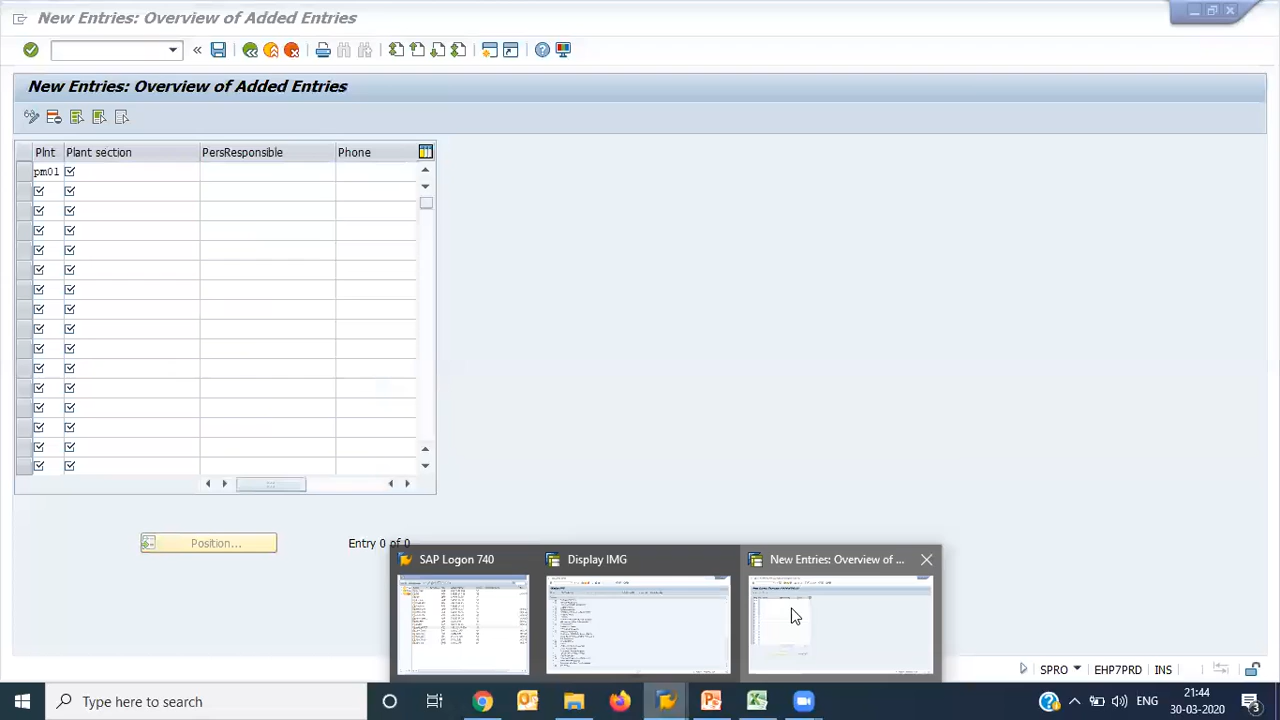 New Entries: Overview of Added Entries
New Entries: Overview of Added Entries
Plnt Plant section PersResponsible Phone
pm01
Position... Entry 0 of 0
SAP Logon 740 Display IMG New Entries: Overview of ...
SPRO EHP7PRD INS
Type here to search ENG 21:44
30-03-2020
3